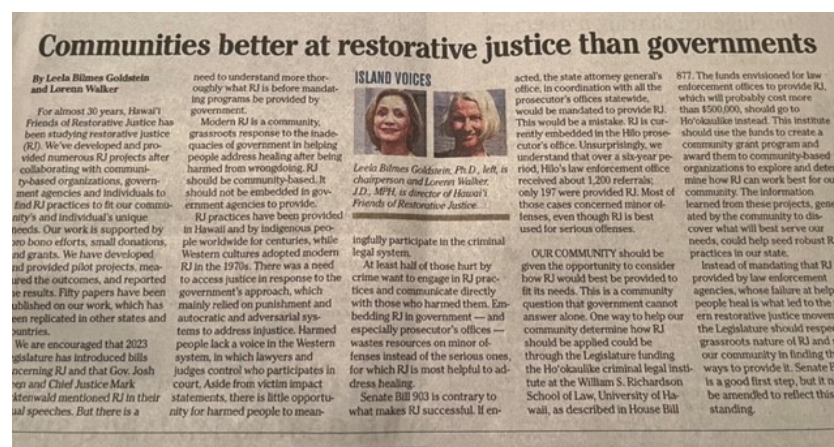 Communities better at restorative justice than governments
By Leela Bilmes Goldstein
and Lorenn Walker
For almost 30 years, Hawai'i
Friends of Restorative Justice has
been studying restorative justice
(RJ). We've developed and pro-
vided numerous RJ projects after
collaborating with communi-
ty-based organizations, govern-
ment agencies and individuals to
find RJ practices to fit our commu-
nity's and individual's unique
needs. Our work is supported by
pro bono efforts, small donations,
and grants. We have developed
nd provided pilot projects, mea-
ured the outcomes, and reported
he results. Fifty papers have been
ublished on our work, which has
een replicated in other states and
ountries.
We are encouraged that 2023
gislature has introduced bills
ncerning RJ and that Gov. Josh
en and Chief Justice Mark
ktenwald mentioned RJ in their
ual speeches. But there is a
need to understand more thor-
oughly what RJ is before mandat-
ing programs be provided by
government.
Modern RJ is a community,
grassroots response to the inade-
quacies of government in helping
people address healing after being
harmed from wrongdoing. RJ
should be community-based. It
should not be embedded in gov-
ernment agencies to provide.
RJ practices have been provided
in Hawaii and by indigenous peo-
ple worldwide for centuries, while
Western cultures adopted modern
RJ in the 1970s. There was a need
to access justice in response to the
government's approach, which
mainly relied on punishment and
autocratic and adversarial sys-
tems to address injustice. Harmed
people lack a voice in the Western
system, in which lawyers and
judges control who participates in
court. Aside from victim impact
statements, there is little opportu-
nity for harmed people to mean-
ISLAND VOICES
Leela Bilmes Goldstein, Ph.D., left, is
chairperson and Lorenn Walker,
J.D., MPH, is director of Hawai'i
Friends of Restorative Justice.
ingfully participate in the criminal
legal system.
At least half of those hurt by
crime want to engage in RJ prac-
tices and communicate directly
with those who harmed them. Em-
bedding RJ in government — and
especially prosecutor's offices —
wastes resources on minor of-
fenses instead of the serious ones,
for which RJ is most helpful to ad-
dress healing.
Senate Bill 903 is contrary to
what makes RJ successful. If en-
acted, the state attorney general's
office, in coordination with all the
prosecutor's offices statewide,
would be mandated to provide RJ.
This would be a mistake. RJ is cur-
rently embedded in the Hilo prose-
cutor's office. Unsurprisingly, we
understand that over a six-year pe-
riod, Hilo's law enforcement office
received about 1,200 referrals;
only 197 were provided RJ. Most of
those cases concerned minor of-
fenses, even though RJ is best
used for serious offenses.
OUR COMMUNITY should be
given the opportunity to consider
how RJ would best be provided to
fit its needs. This is a community
question that government cannot
answer alone. One way to help our
community determine how RJ
should be applied could be
through the Legislature funding
the Ho'okaulike criminal legal insti-
tute at the William S. Richardson
School of Law, University of Ha-
waii, as described in House Bill
877. The funds envisioned for law
enforcement offices to provide RJ,
which will probably cost more
than $500,000, should go to
Ho'okaulike instead. This institute
should use the funds to create a
community grant program and
award them to community-based
organizations to explore and deter
mine how RJ can work best for ou
community. The information
learned from these projects, gene
ated by the community to dis-
cover what will best serve our
needs, could help seed robust R
practices in our state.
Instead of mandating that RJ
provided by law enforcement
agencies, whose failure at help
people heal is what led to the
ern restorative justice movem
the Legislature should respec
grassroots nature of RJ and
our community in finding th
ways to provide it. Senate B
is a good first step, but it n
be amended to reflect this
standing.